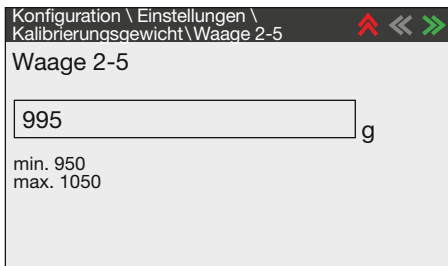 Konfiguration \ Einstellungen \
Kalibrierungsgewicht\Waage 2-5
Waage 2-5
995
g
min. 950
max. 1050